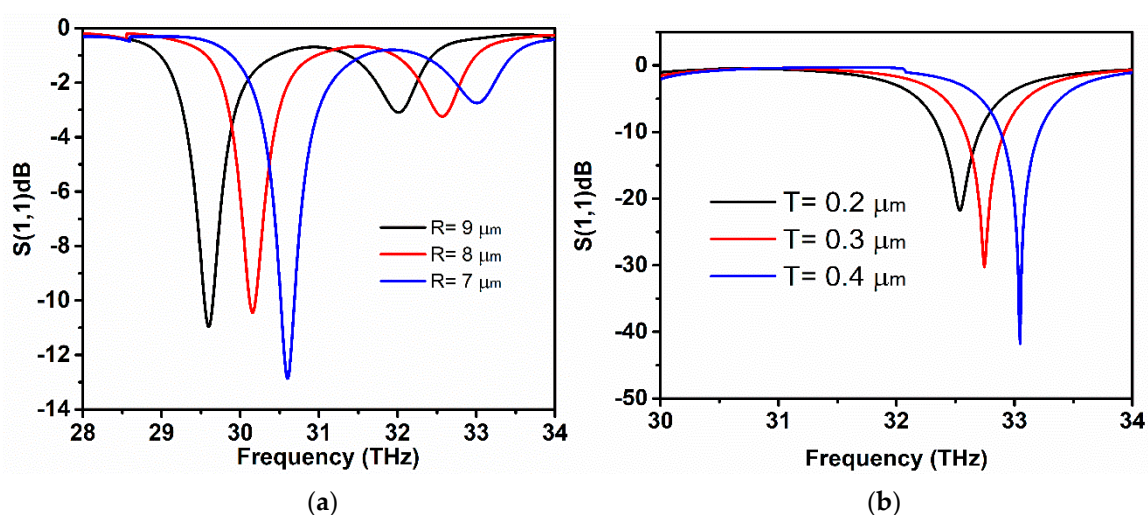 S(1,1)dB
0
-2
-4
-6
-8
-10
-12
-14
R= 9 μm
R= 8 μm
R= 7 μm
28 29 30 31 32 33 34
Frequency (THz)
(a)
S(1,1)dB
0
-10
-20
-30
-40
-50
T= 0.2 μm
T= 0.3 μm
T= 0.4 μm
30 32 33 34
Frequency (THz)
(b)